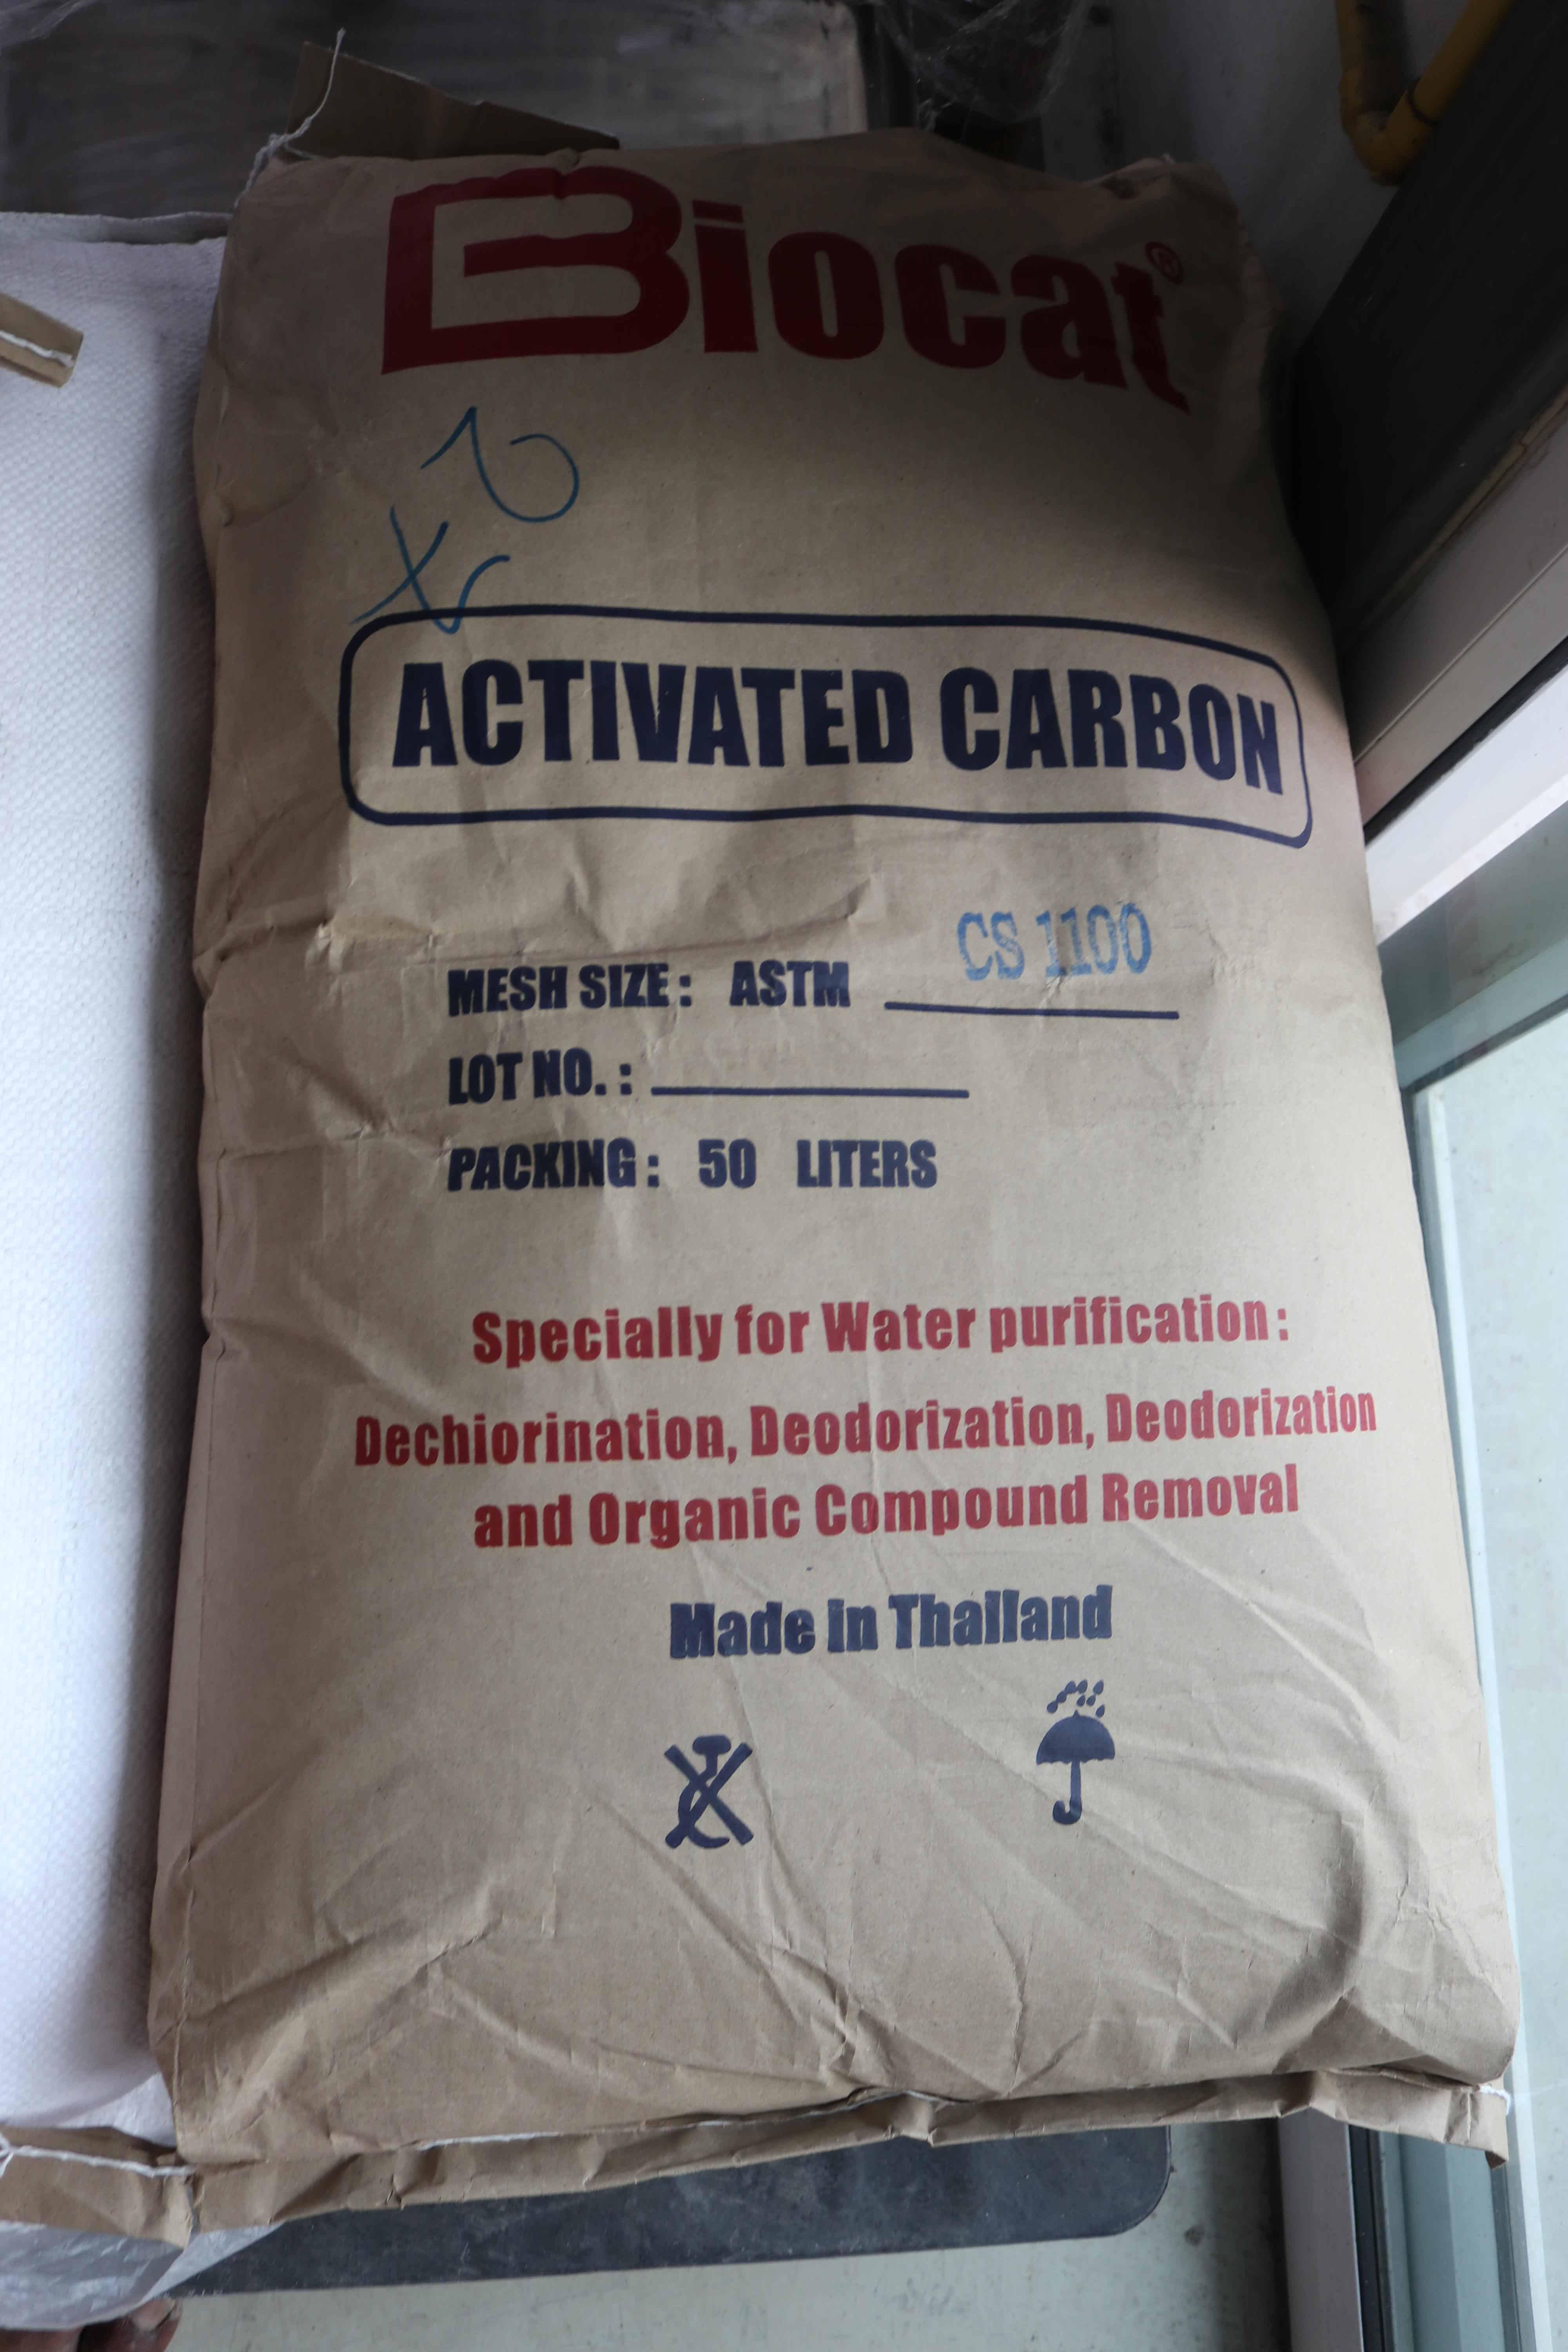 Biocat®
ACTIVATED CARBON
MESH SIZE : ASTM CS 1100
LOT NO. :
PACKING : 50 LITERS
Specially for Water purification :
Dechiorination, Deodorization, Deodorization
and Organic Compound Removal
Made in Thailand